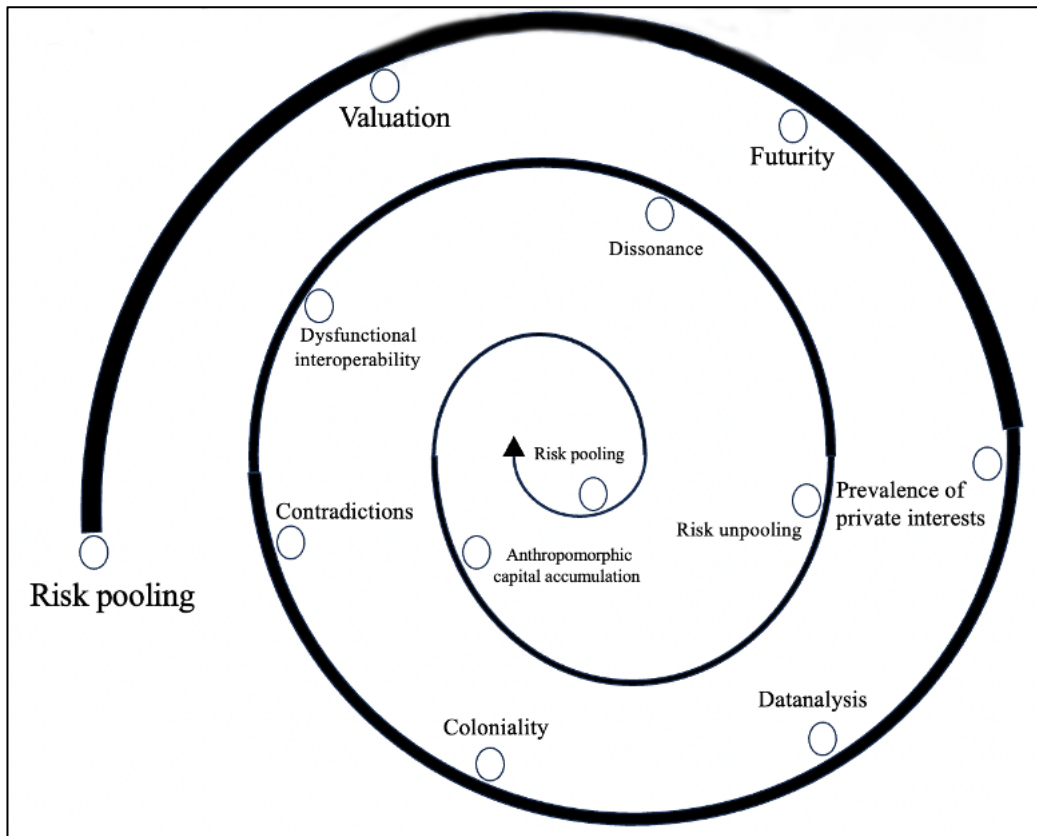 Valuation
Futurity
Dissonance
Dysfunctional
interoperability
Risk pooling
Prevalence of
private interests
Contradictions
Risk unpooling
Anthropomorphic
capital accumulation
Risk pooling
Datanalysis
Coloniality